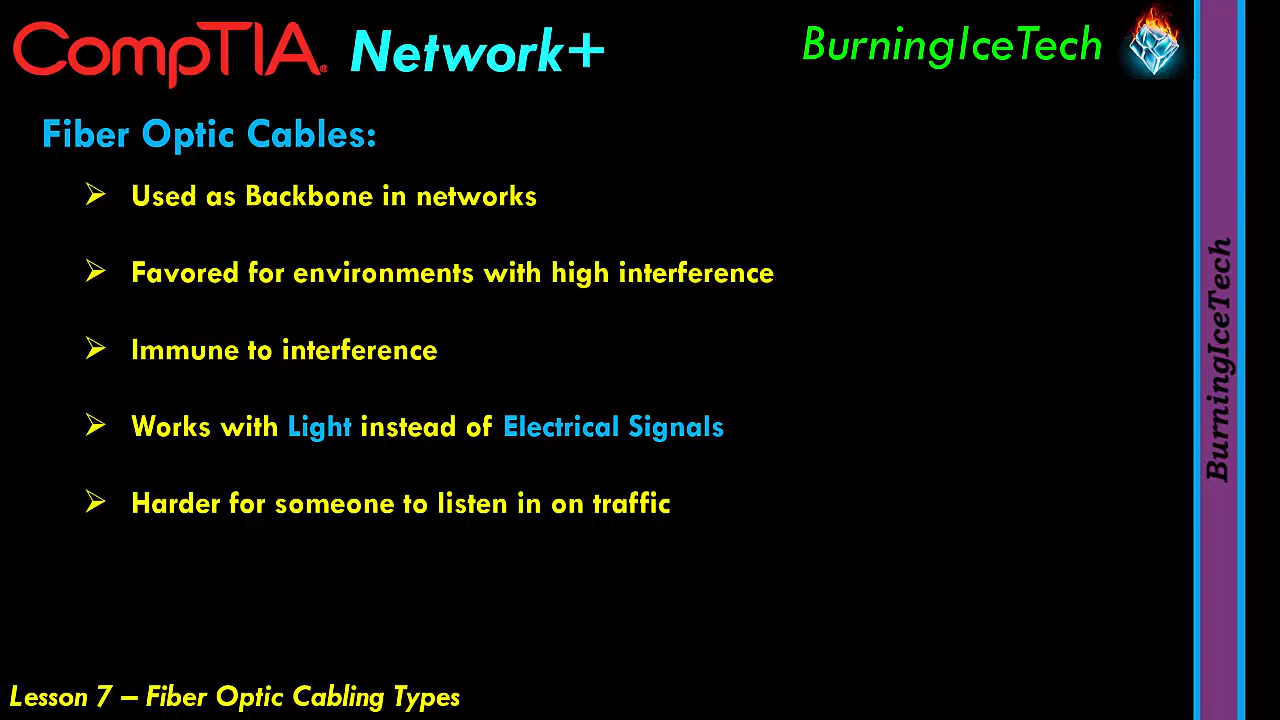 CompTIA® Network+
BurningIceTech
Fiber Optic Cables:
➢ Used as Backbone in networks
➢ Favored for environments with high interference
➢ Immune to interference
➢ Works with Light instead of Electrical Signals
➢ Harder for someone to listen in on traffic
BurningIceTech
Lesson 7 – Fiber Optic Cabling Types